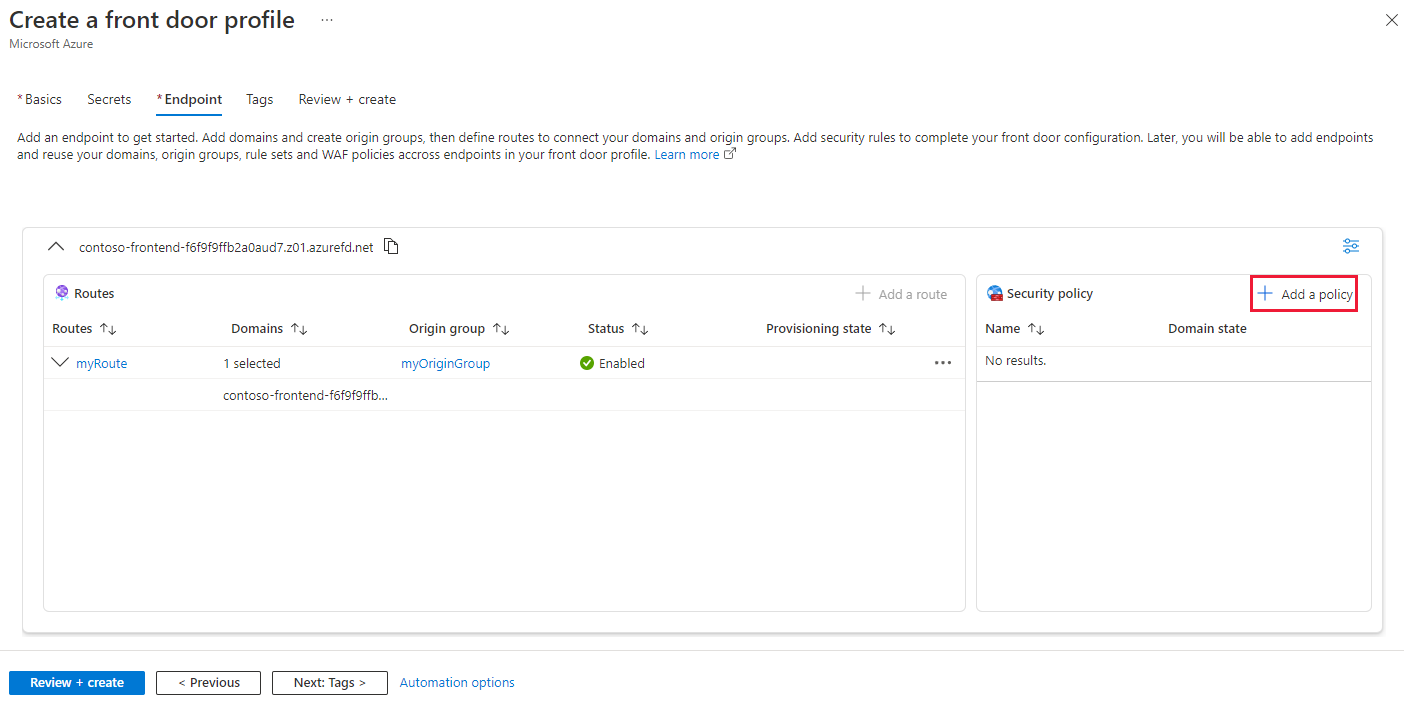 Create a front door profile ...
Microsoft Azure
* Basics Secrets * Endpoint Tags Review + create
Add an endpoint to get started. Add domains and create origin groups, then define routes to connect your domains and origin groups. Add security rules to complete your front door configuration. Later, you will be able to add endpoints
and reuse your domains, origin groups, rule sets and WAF policies accross endpoints in your front door profile. Learn more
contoso-frontend-f6f9f9ffb2a0aud7.z01.azurefd.net
Routes + Add a route
Security policy + Add a policy
Routes ↑↓ Domains ↑↓ Origin group ↑↓ Status ↑↓ Provisioning state ↑↓
Name ↑↓ Domain state
myRoute 1 selected myOriginGroup Enabled ...
No results.
contoso-frontend-f6f9f9ffb...
Review + create < Previous Next: Tags > Automation options